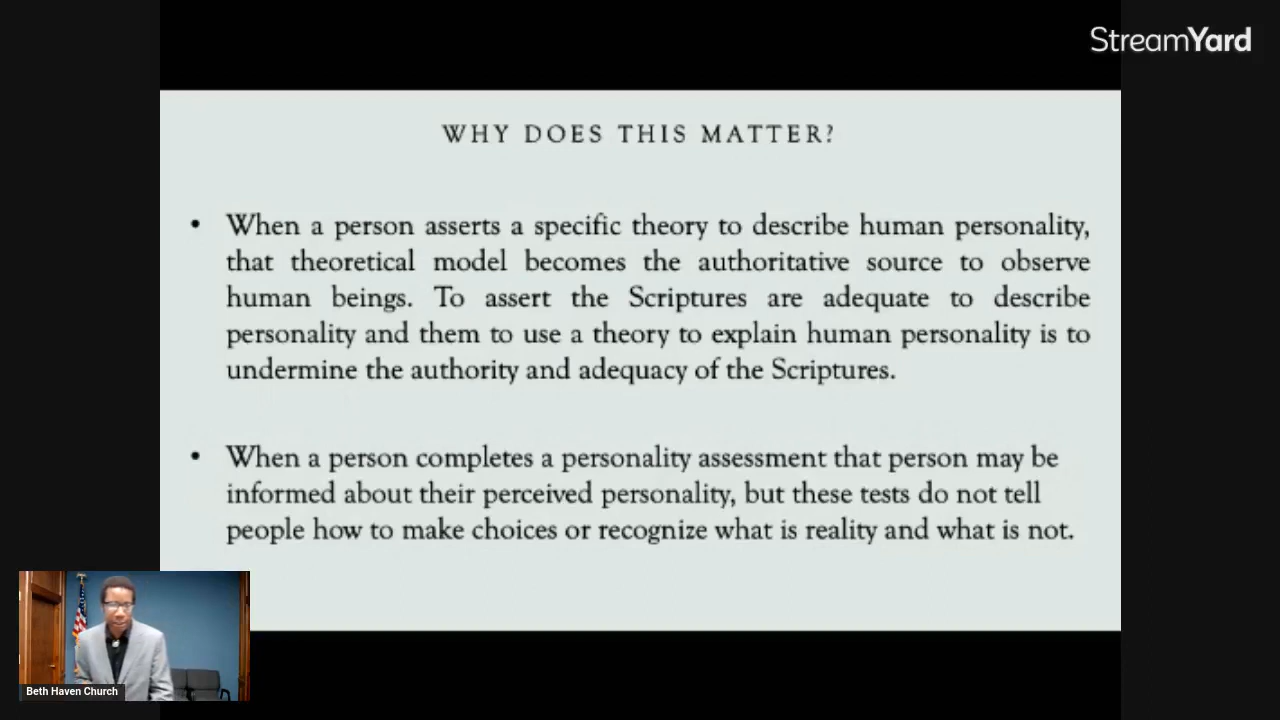 StreamYard
WHY DOES THIS MATTER?
• When a person asserts a specific theory to describe human personality,
that theoretical model becomes the authoritative source to observe
human beings. To assert the Scriptures are adequate to describe
personality and them to use a theory to explain human personality is to
undermine the authority and adequacy of the Scriptures.
• When a person completes a personality assessment that person may be
informed about their perceived personality, but these tests do not tell
people how to make choices or recognize what is reality and what is not.
Beth Haven Church